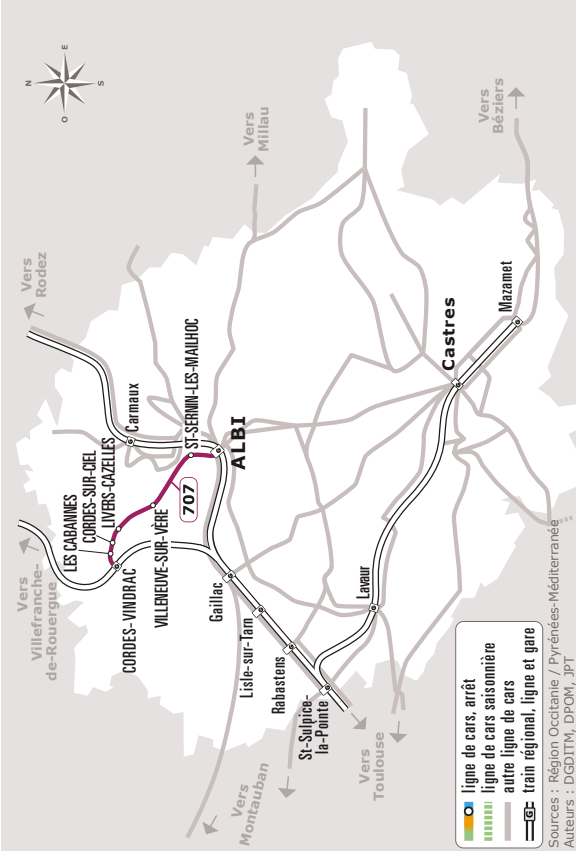 N
E
S
O
Vers
Rodez
Vers
Millau
Vers
Béziers
Vers
Villefranche-
de-Rouergue
LES CABANNES
CORDES-SUR-CIEL
LIVERS-CAZELLES
Carmaux
ST-SERNIN-LES-MAILHOC
CORDES-VINDRAC
VILLENEUVE-SUR-VÈRE
707
ALBI
Gaillac
Lisle-sur-Tarn
Rabastens
St-Sulpice-
la-Pointe
Lavaur
Castres
Mazamet
Vers
Montauban
Vers
Toulouse
ligne de cars, arrêt
ligne de cars saisonnière
autre ligne de cars
G train régional, ligne et gare
Sources : Région Occitanie / Pyrénées-Méditerranée
Auteurs : DGDITM, DPOM, JPT